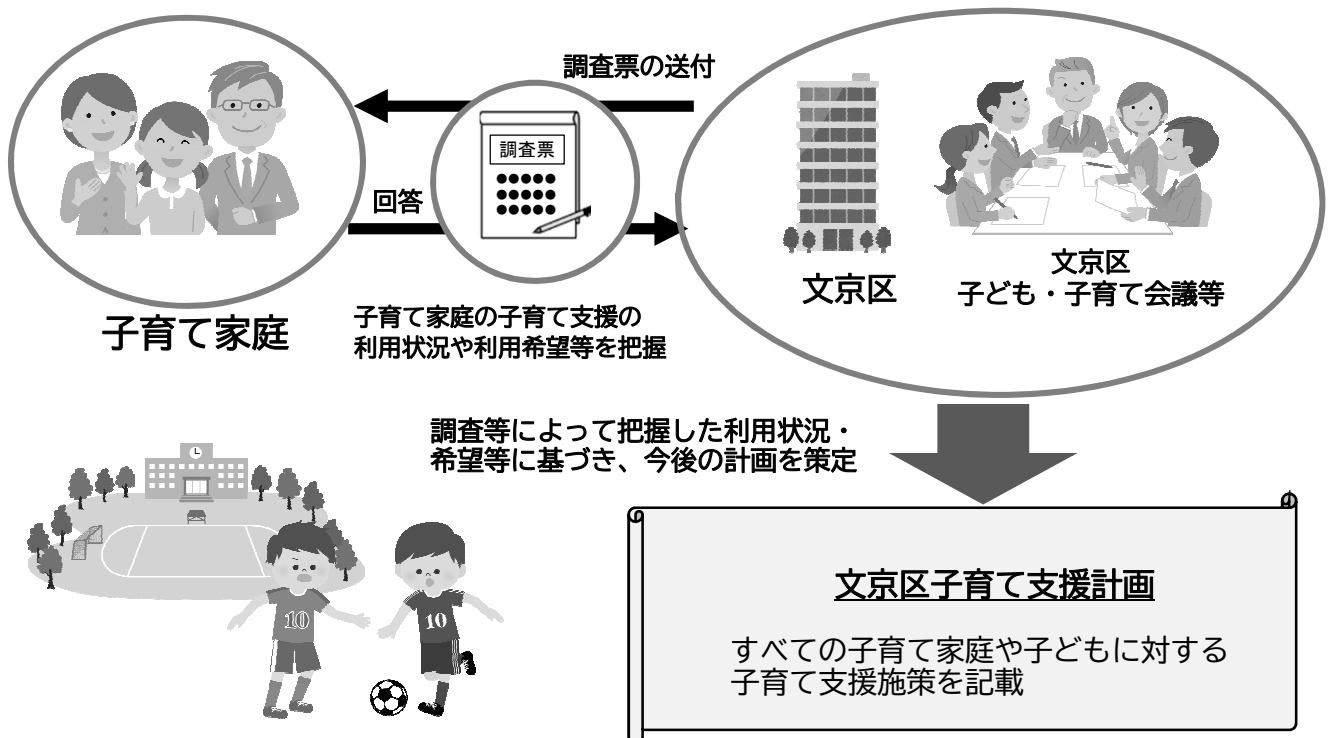 調査票の送付
調査票
回答
文京区
文京区
子ども・子育て会議等
子育て家庭
子育て家庭の子育て支援の
利用状況や利用希望等を把握
調査等によって把握した利用状況・
希望等に基づき、今後の計画を策定
10
10
文京区子育て支援計画
すべての子育て家庭や子どもに対する
子育て支援施策を記載